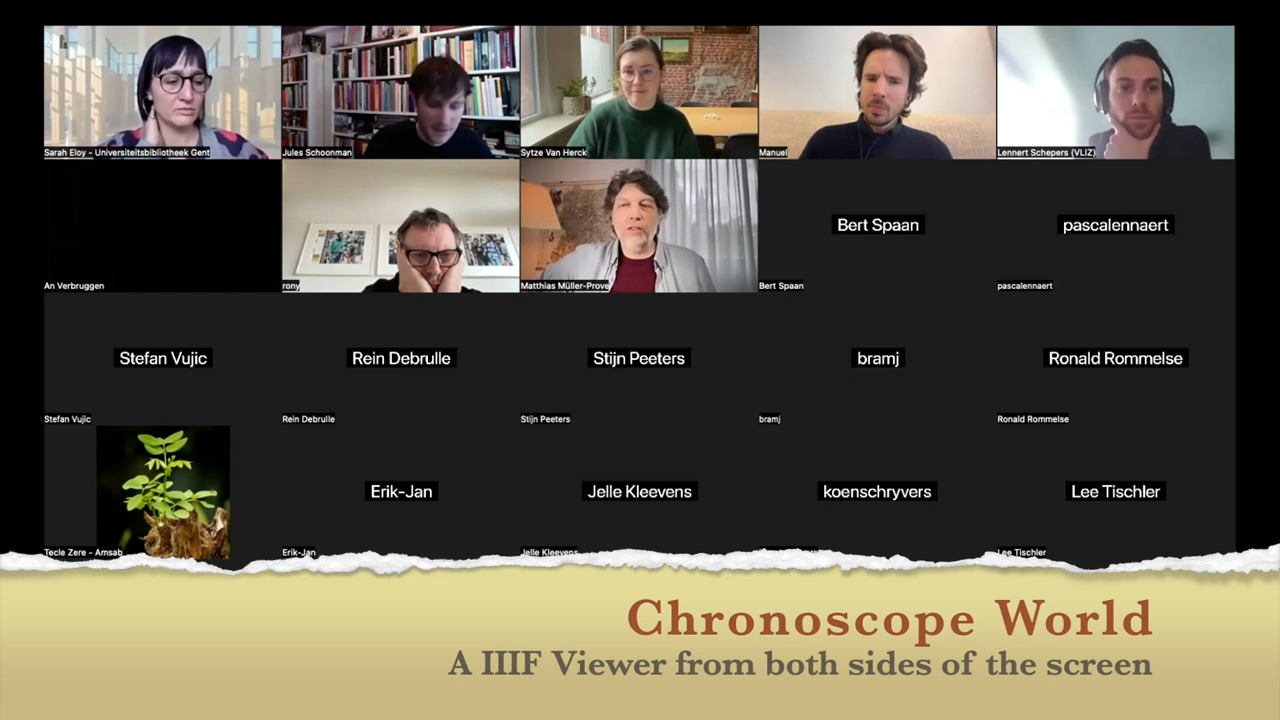 Sarah Eloy - Universiteitsbibliotheek Gent
Jules Schoonman
Sytze Van Herck
Manuel
Lennert Schepers (VLIZ)
An Verbruggen
rony
Matthias Müller-Prove
Bert Spaan
Bert Spaan
pascalennaert
pascalennaert
Stefan Vujic
Rein Debrulle
Stijn Peeters
bramj
Ronald Rommelse
Stefan Vujic
Rein Debrulle
Stijn Peeters
bramj
Ronald Rommelse
Erik-Jan
Jelle Kleevens
koenschryvers
Lee Tischler
Tecle Zere - Amsab
Erik-Jan
Jelle Kleevens
Lee Tischler
Chronoscope World
A IIIF Viewer from both sides of the screen